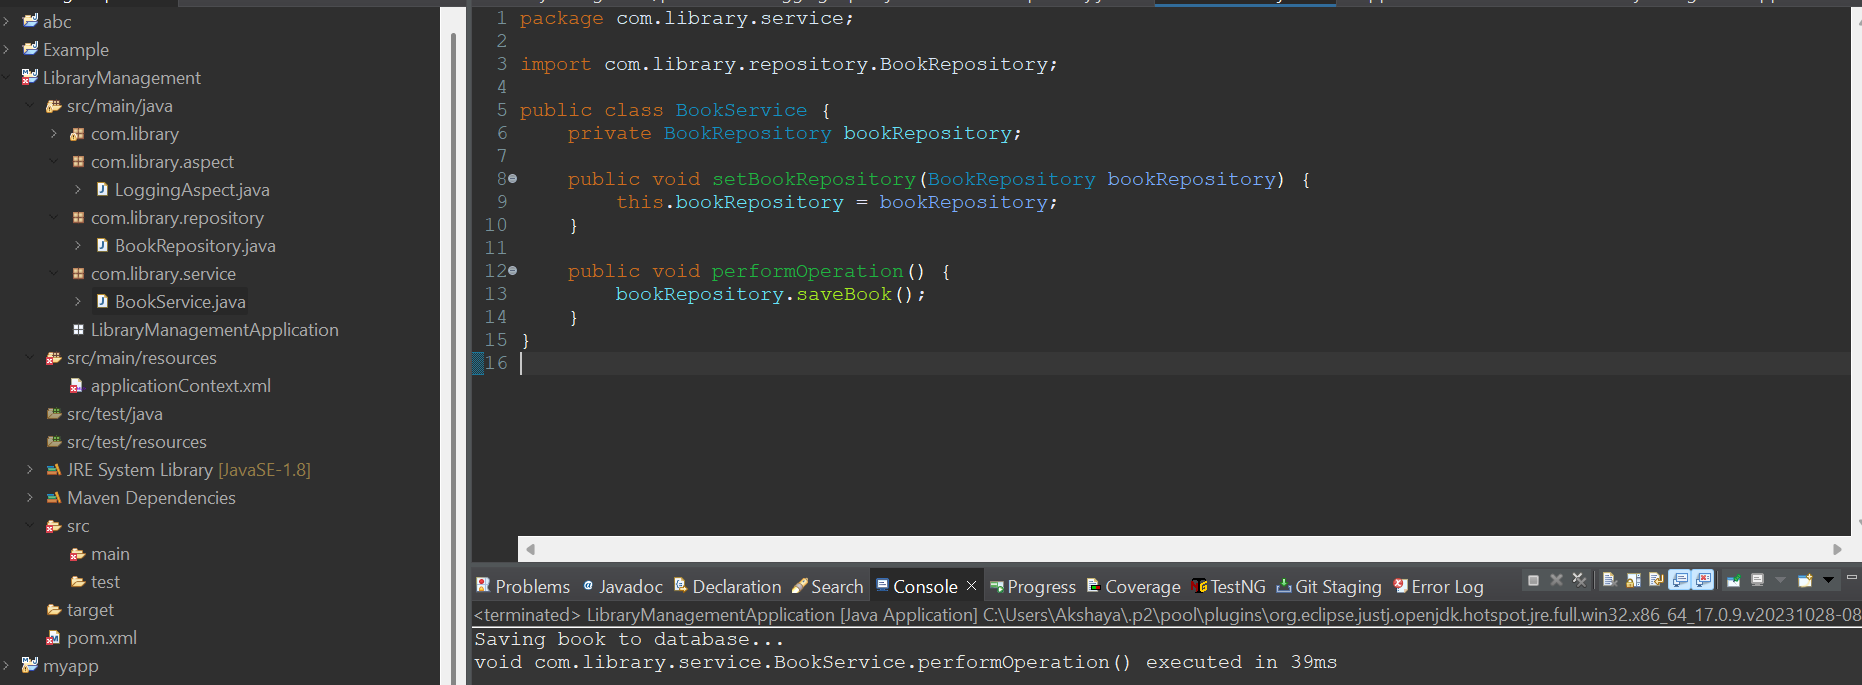 abc
Example
LibraryManagement
src/main/java
com.library
com.library.aspect
LoggingAspect.java
com.library.repository
BookRepository.java
com.library.service
BookService.java
LibraryManagementApplication
src/main/resources
applicationContext.xml
src/test/java
src/test/resources
JRE System Library [JavaSE-1.8]
Maven Dependencies
src
main
test
target
pom.xml
myapp
1 package com.library.service;
2
3 import com.library.repository.BookRepository;
4
5 public class BookService {
6     private BookRepository bookRepository;
7
8     public void setBookRepository(BookRepository bookRepository) {
9         this.bookRepository = bookRepository;
10     }
11
12     public void performOperation() {
13         bookRepository.saveBook();
14     }
15 }
16
Problems Javadoc Declaration Search Console Progress Coverage TestNG Git Staging Error Log
<terminated> LibraryManagementApplication [Java Application] C:\Users\Akshaya\.p2\pool\plugins\org.eclipse.justj.openjdk.hotspot.jre.full.win32.x86_64_17.0.9.v20231028-08
Saving book to database...
void com.library.service.BookService.performOperation() executed in 39ms